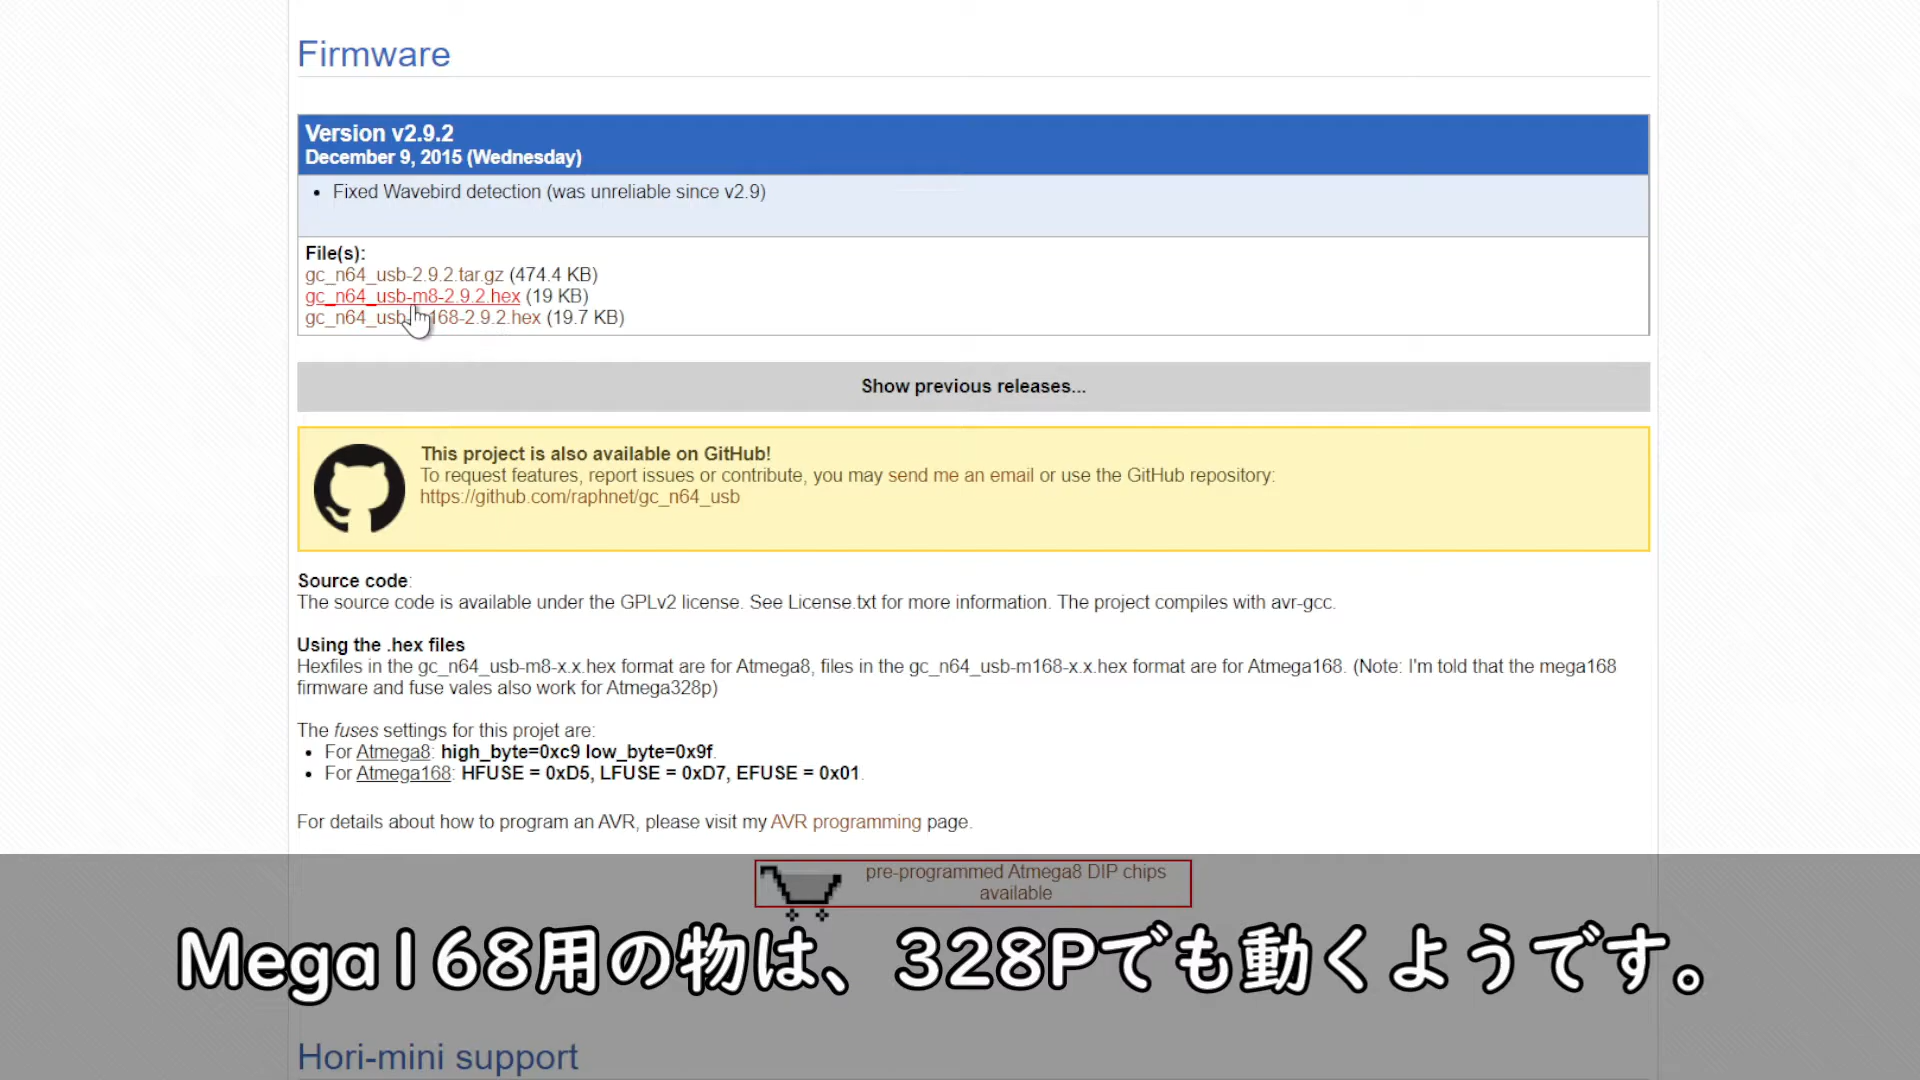 Firmware
Version v2.9.2
December 9, 2015 (Wednesday)
• Fixed Wavebird detection (was unreliable since v2.9)
File(s):
gc_n64_usb-2.9.2.tar.gz (474.4 KB)
gc_n64_usb-m8-2.9.2.hex (19 KB)
gc_n64_usb 168-2.9.2.hex (19.7 KB)
Show previous releases...
This project is also available on GitHub!
To request features, report issues or contribute, you may send me an email or use the GitHub repository:
https://github.com/raphnet/gc_n64_usb
Source code:
The source code is available under the GPLv2 license. See License.txt for more information. The project compiles with avr-gcc.
Using the .hex files
Hexfiles in the gc_n64_usb-m8-x.x.hex format are for Atmega8, files in the gc_n64_usb-m168-x.x.hex format are for Atmega168. (Note: I'm told that the mega168
firmware and fuse vales also work for Atmega328p)
The fuses settings for this projet are:
• For Atmega8: high_byte=0xc9 low_byte=0x9f.
• For Atmega168: HFUSE = 0xD5, LFUSE = 0xD7, EFUSE = 0x01.
For details about how to program an AVR, please visit my AVR programming page.
pre-programmed Atmega8 DIP chips
available
Mega168用の物は、328Pでも動くようです。
Hori-mini support